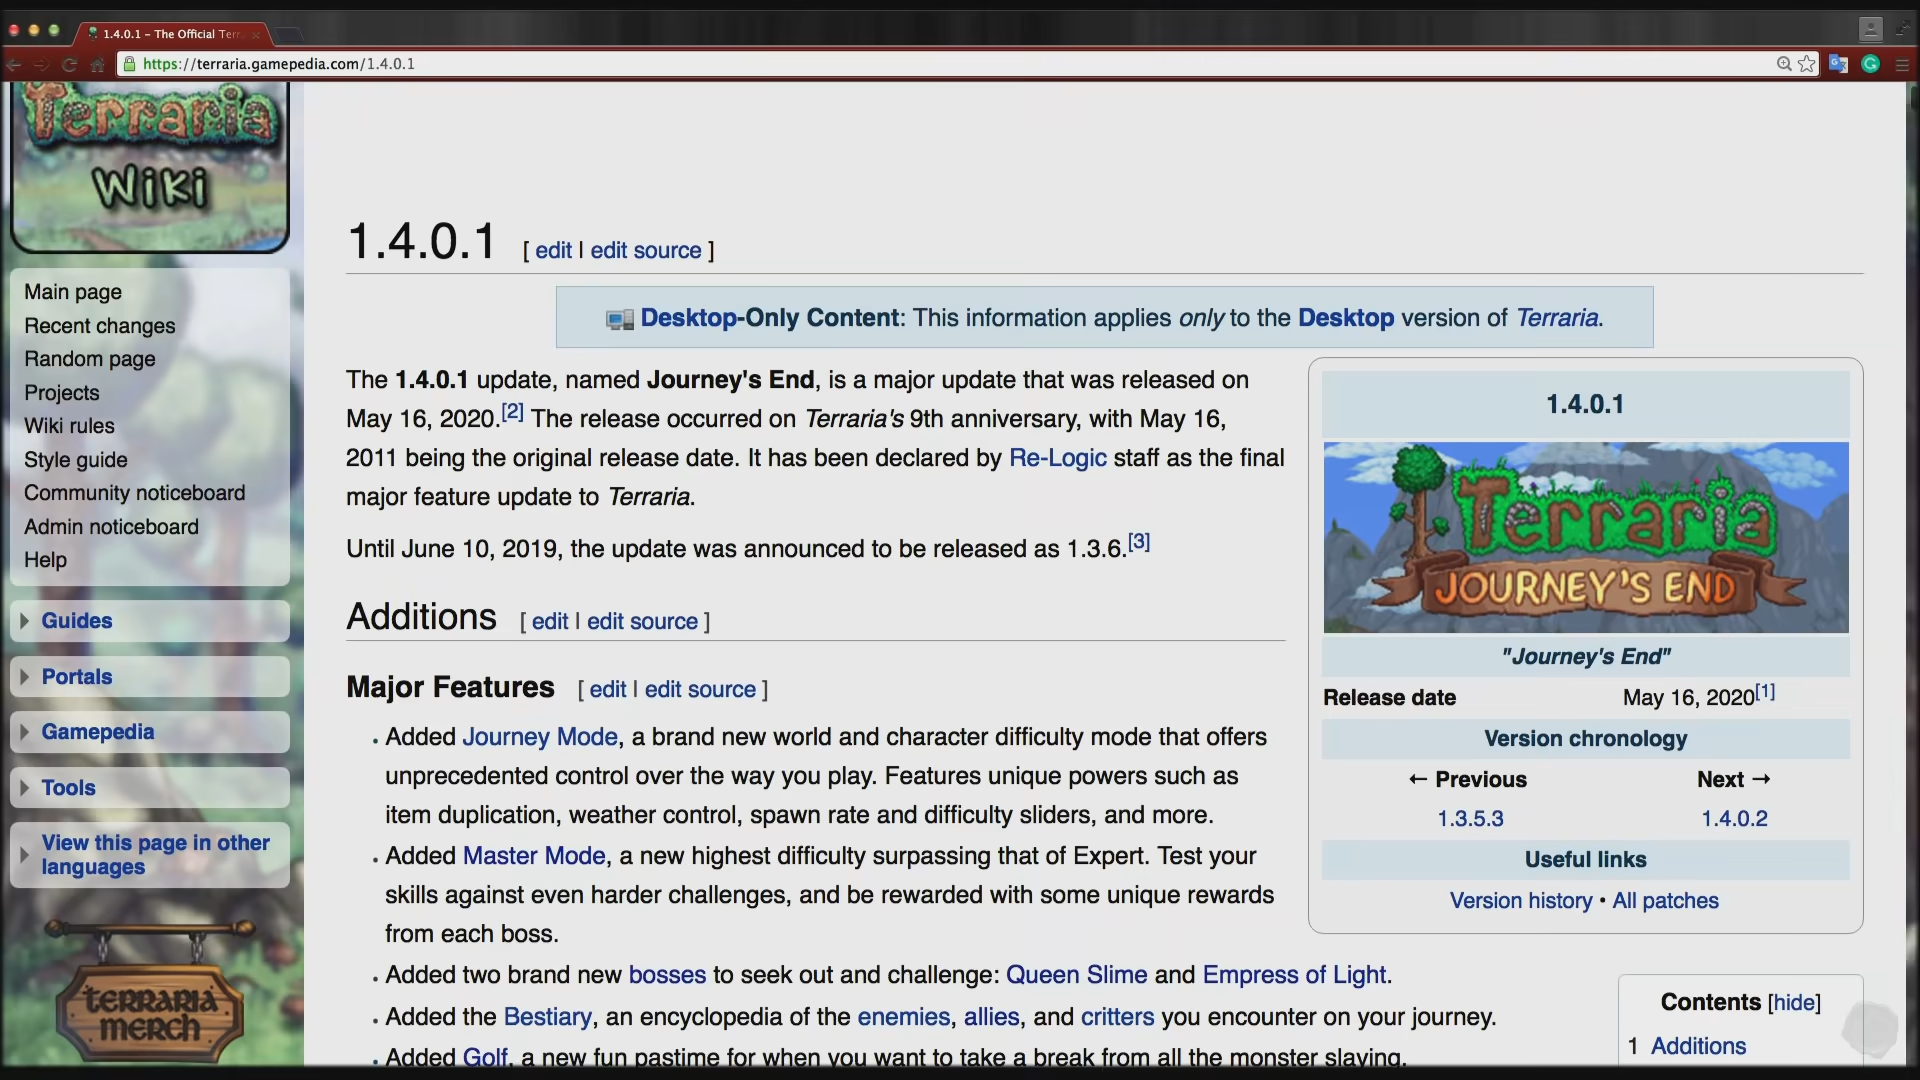 1.4.0.1 – The Official Terr
https://terraria.gamepedia.com/1.4.0.1
Terraria
Wiki
Main page
Recent changes
Random page
Projects
Wiki rules
Style guide
Community noticeboard
Admin noticeboard
Help
Guides
Portals
Gamepedia
Tools
View this page in other
languages
TERRARIA
MERCH
1.4.0.1 [ edit | edit source ]
Desktop-Only Content: This information applies only to the Desktop version of Terraria.
The 1.4.0.1 update, named Journey's End, is a major update that was released on
May 16, 2020.[2] The release occurred on Terraria's 9th anniversary, with May 16,
2011 being the original release date. It has been declared by Re-Logic staff as the final
major feature update to Terraria.
Until June 10, 2019, the update was announced to be released as 1.3.6.[3]
Additions [ edit | edit source ]
Major Features [ edit | edit source ]
• Added Journey Mode, a brand new world and character difficulty mode that offers
unprecedented control over the way you play. Features unique powers such as
item duplication, weather control, spawn rate and difficulty sliders, and more.
• Added Master Mode, a new highest difficulty surpassing that of Expert. Test your
skills against even harder challenges, and be rewarded with some unique rewards
from each boss.
• Added two brand new bosses to seek out and challenge: Queen Slime and Empress of Light.
• Added the Bestiary, an encyclopedia of the enemies, allies, and critters you encounter on your journey.
• Added Golf, a new fun pastime for when you want to take a break from all the monster slaying.
1.4.0.1
Terraria
JOURNEY'S END
"Journey's End"
Release date May 16, 2020[1]
Version chronology
← Previous Next →
1.3.5.3 1.4.0.2
Useful links
Version history • All patches
Contents [hide]
1 Additions